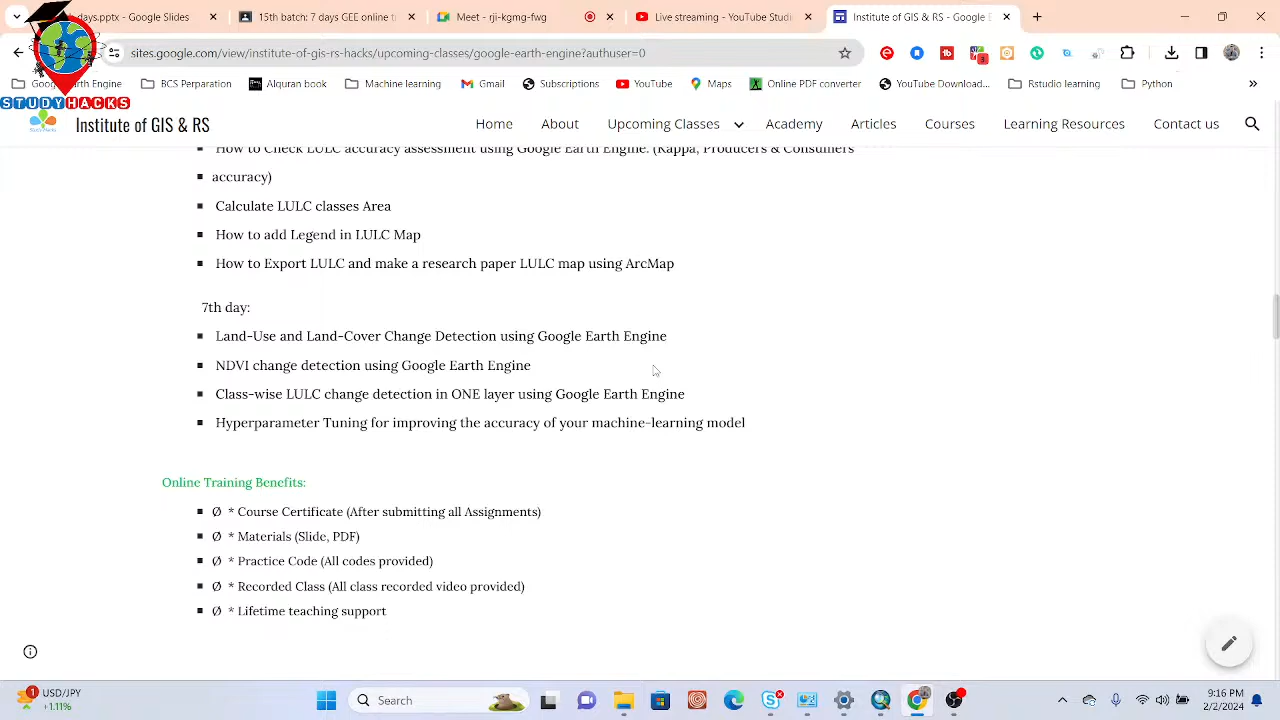 days.pptx - Google Slides
15th
GEE online t
Meet -
mg-fwg
Live streaming - YouTube
Institute of GIS & RS - Google E
sites.google.com/view/institute-of-gis-rs-hacks/upcoming-classes/google-earth-engine?authuser=0
Google Earth Engine
BCS Preparation
Alquran book
Machine learning
Gmail
Subscriptions
YouTube
Maps
Online PDF converter
YouTube Download...
Rstudio learning
Python
»
STUDYHACKS
Institute of GIS & RS
Home
About
Upcoming Classes
Academy
Articles
Courses
Learning Resources
Contact us
How to Check LULC accuracy assessment using Google Earth Engine. (Kappa, Producers & Consumers
accuracy)
Calculate LULC classes Area
How to add Legend in LULC Map
How to Export LULC and make a research paper LULC map using ArcMap
7th day:
Land-Use and Land-Cover Change Detection using Google Earth Engine
NDVI change detection using Google Earth Engine
Class-wise LULC change detection in ONE layer using Google Earth Engine
Hyperparameter Tuning for improving the accuracy of your machine-learning model
Online Training Benefits:
Ø * Course Certificate (After submitting all Assignments)
Ø * Materials (Slide, PDF)
Ø * Practice Code (All codes provided)
Ø * Recorded Class (All class recorded video provided)
Ø * Lifetime teaching support
1
USD/JPY
+1.11%
Search
9:16 PM
2/2/2024